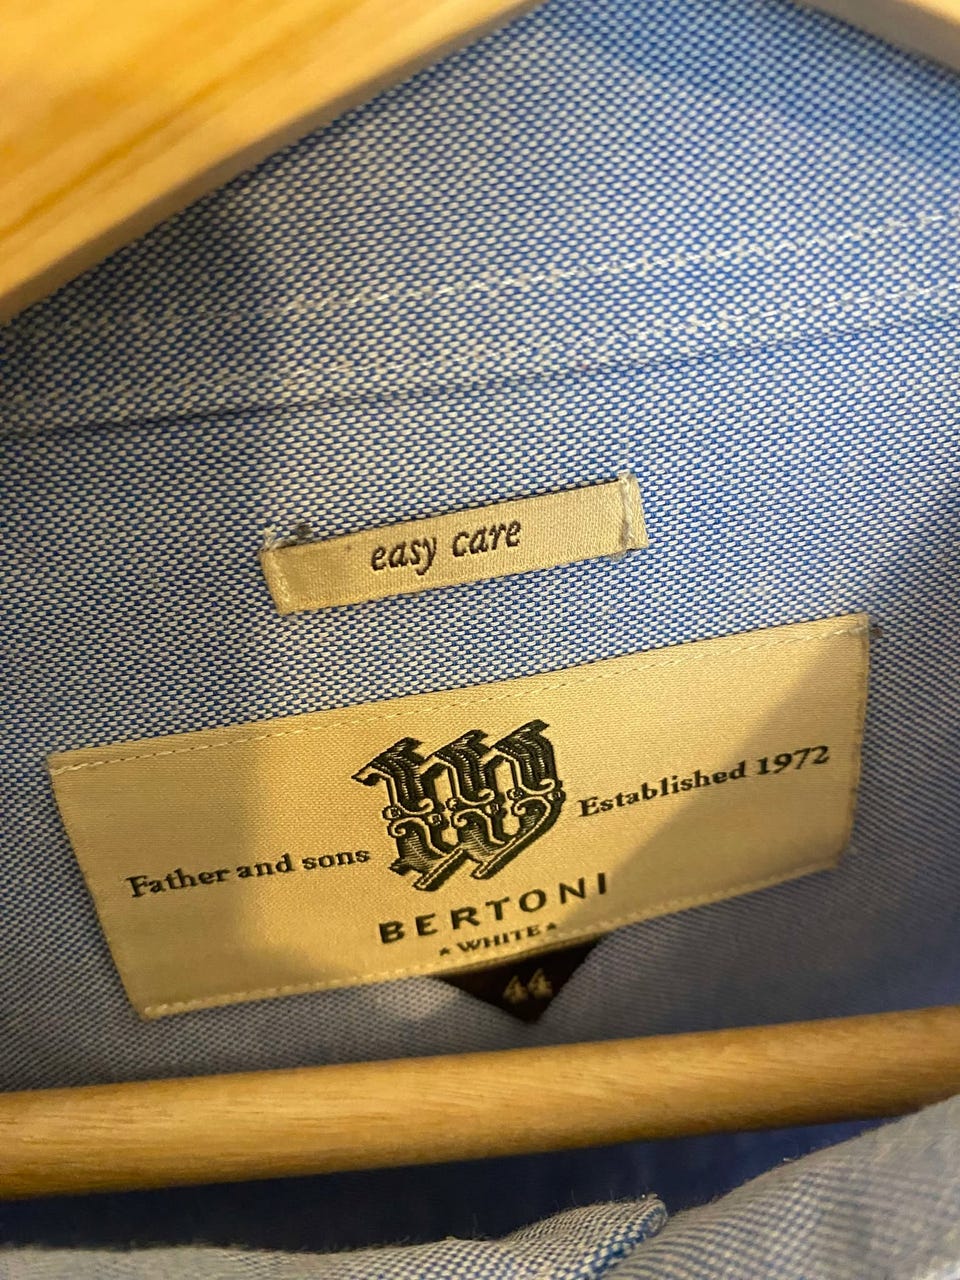 easy care
Father and sons W Established 1972
BERTONI
* WHITE *
44